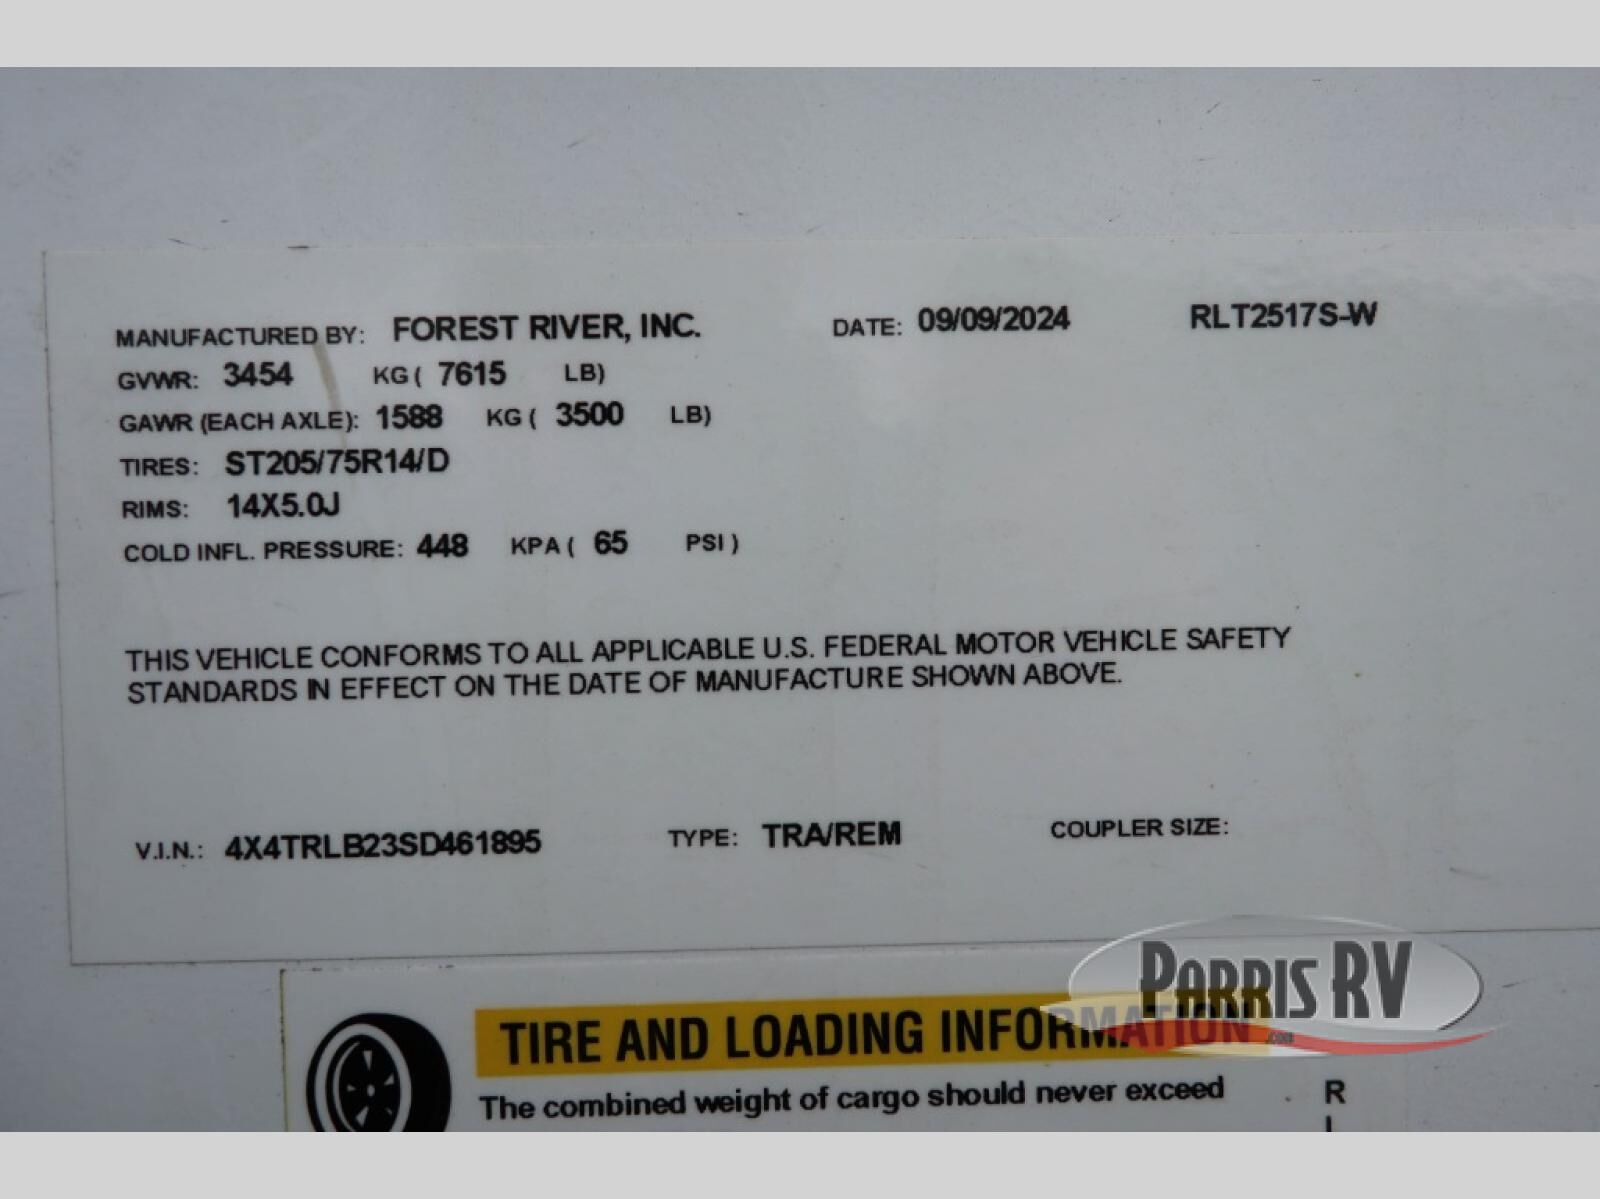 MANUFACTURED BY: FOREST RIVER, INC. DATE: 09/09/2024 RLT2517S-W
GVWR: 3454 KG ( 7615 LB)
GAWR (EACH AXLE): 1588 KG ( 3500 LB)
TIRES: ST205/75R14/D
RIMS: 14X5.0J
COLD INFL. PRESSURE: 448 KPA ( 65 PSI )
THIS VEHICLE CONFORMS TO ALL APPLICABLE U.S. FEDERAL MOTOR VEHICLE SAFETY
STANDARDS IN EFFECT ON THE DATE OF MANUFACTURE SHOWN ABOVE.
V.I.N.: 4X4TRLB23SD461895 TYPE: TRA/REM COUPLER SIZE:
PARRIS RV
.COM
TIRE AND LOADING INFORMATION
The combined weight of cargo should never exceed
R